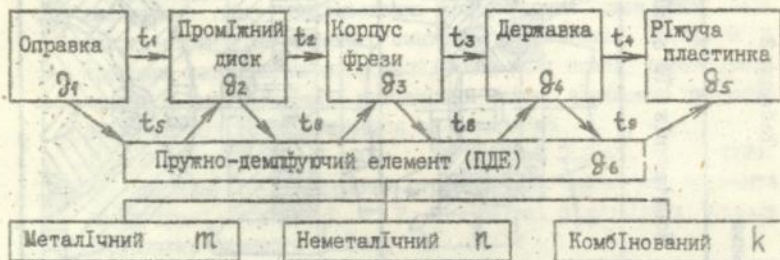 Оправка
g₁
t₁
ПромІжний
диск
g₂
t₂
Корпус
фрези
g₃
t₃
Державка
g₄
t₄
РІжуча
пластинка
g₅
t₅
t₈
t₉
Пружно-демпфуючий елемент (ПДЕ) g₆
МеталІчний m
НеметалІчний n
КомбІнований k